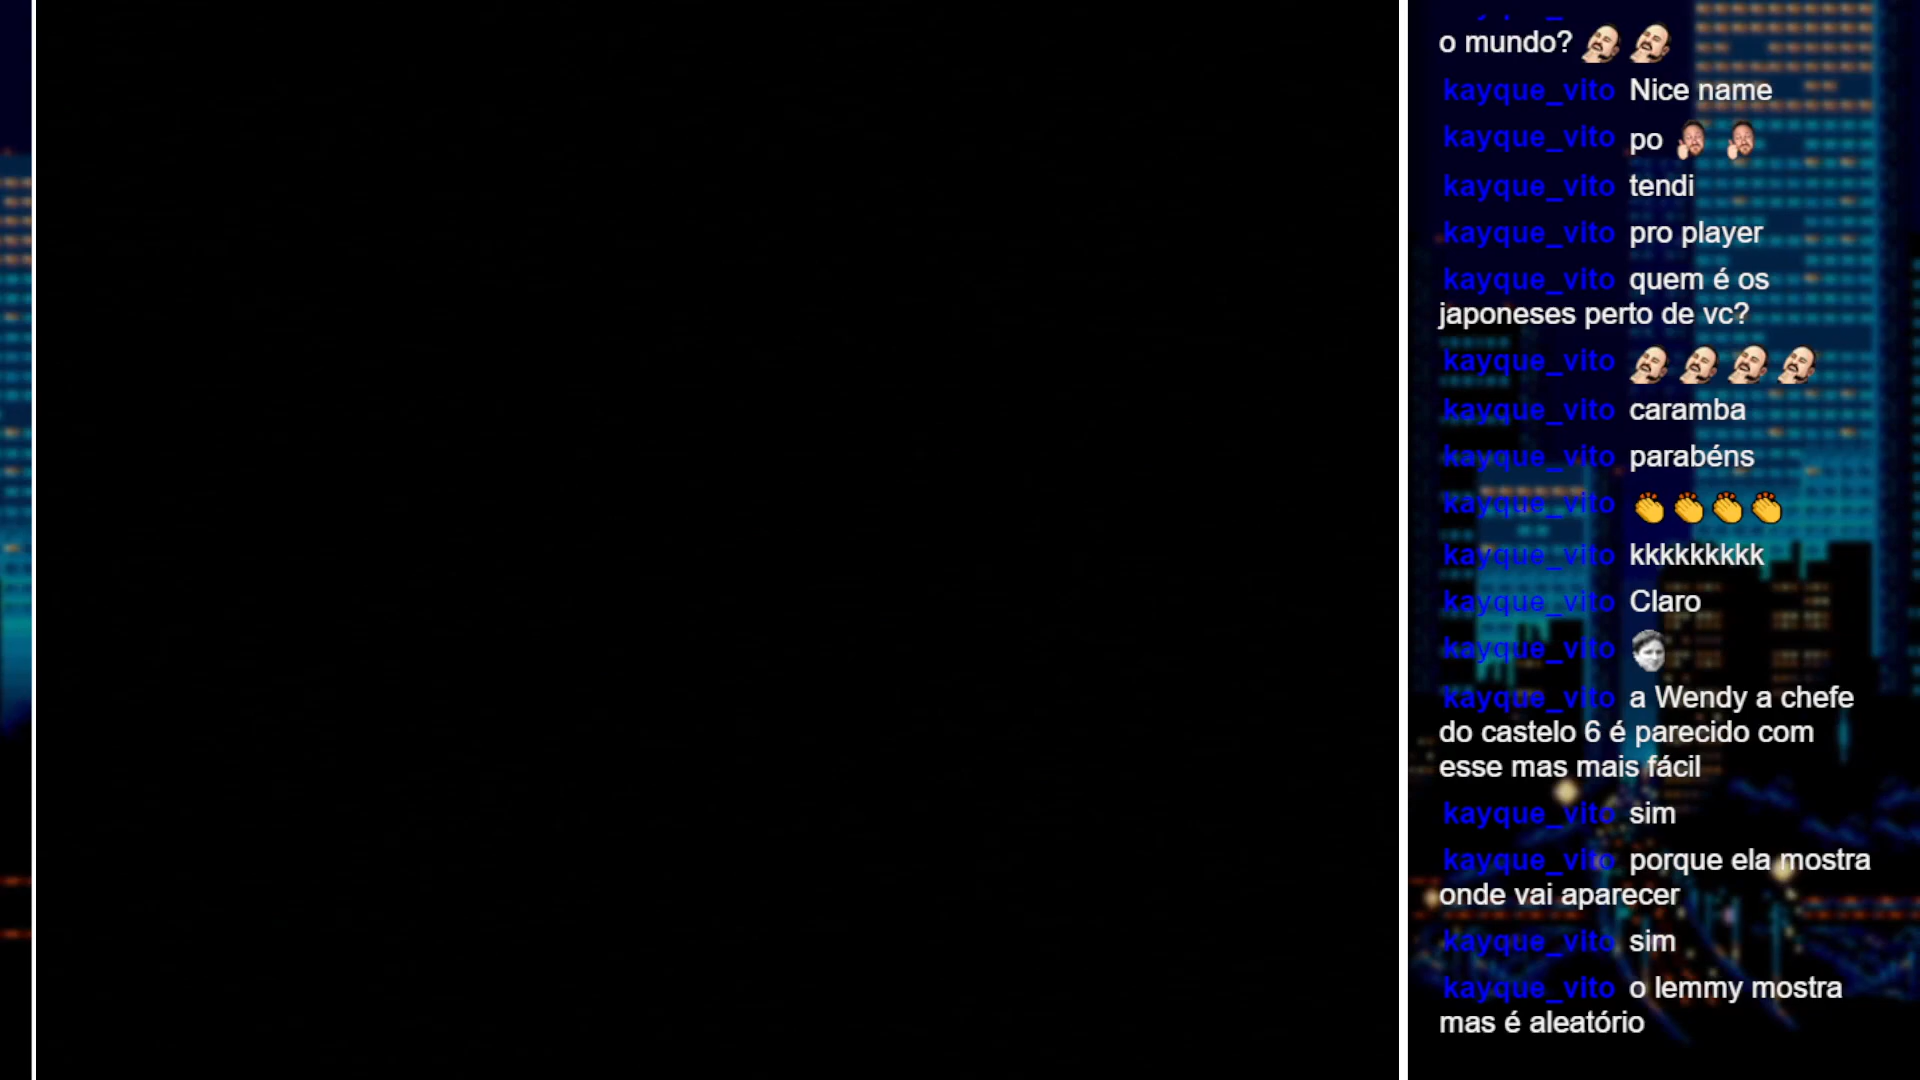 o mundo?
kayque_vito Nice name
kayque_vito po
kayque_vito tendi
kayque_vito pro player
kayque_vito quem é os
japoneses perto de vc?
kayque_vito
kayque_vito caramba
kayque_vito parabéns
kayque_vito 👏👏👏👏
kayque_vito kkkkkkkkk
kayque_vito Claro
kayque_vito
kayque_vito a Wendy a chefe
do castelo 6 é parecido com
esse mas mais fácil
kayque_vito sim
kayque_vito porque ela mostra
onde vai aparecer
kayque_vito sim
kayque_vito o lemmy mostra
mas é aleatório